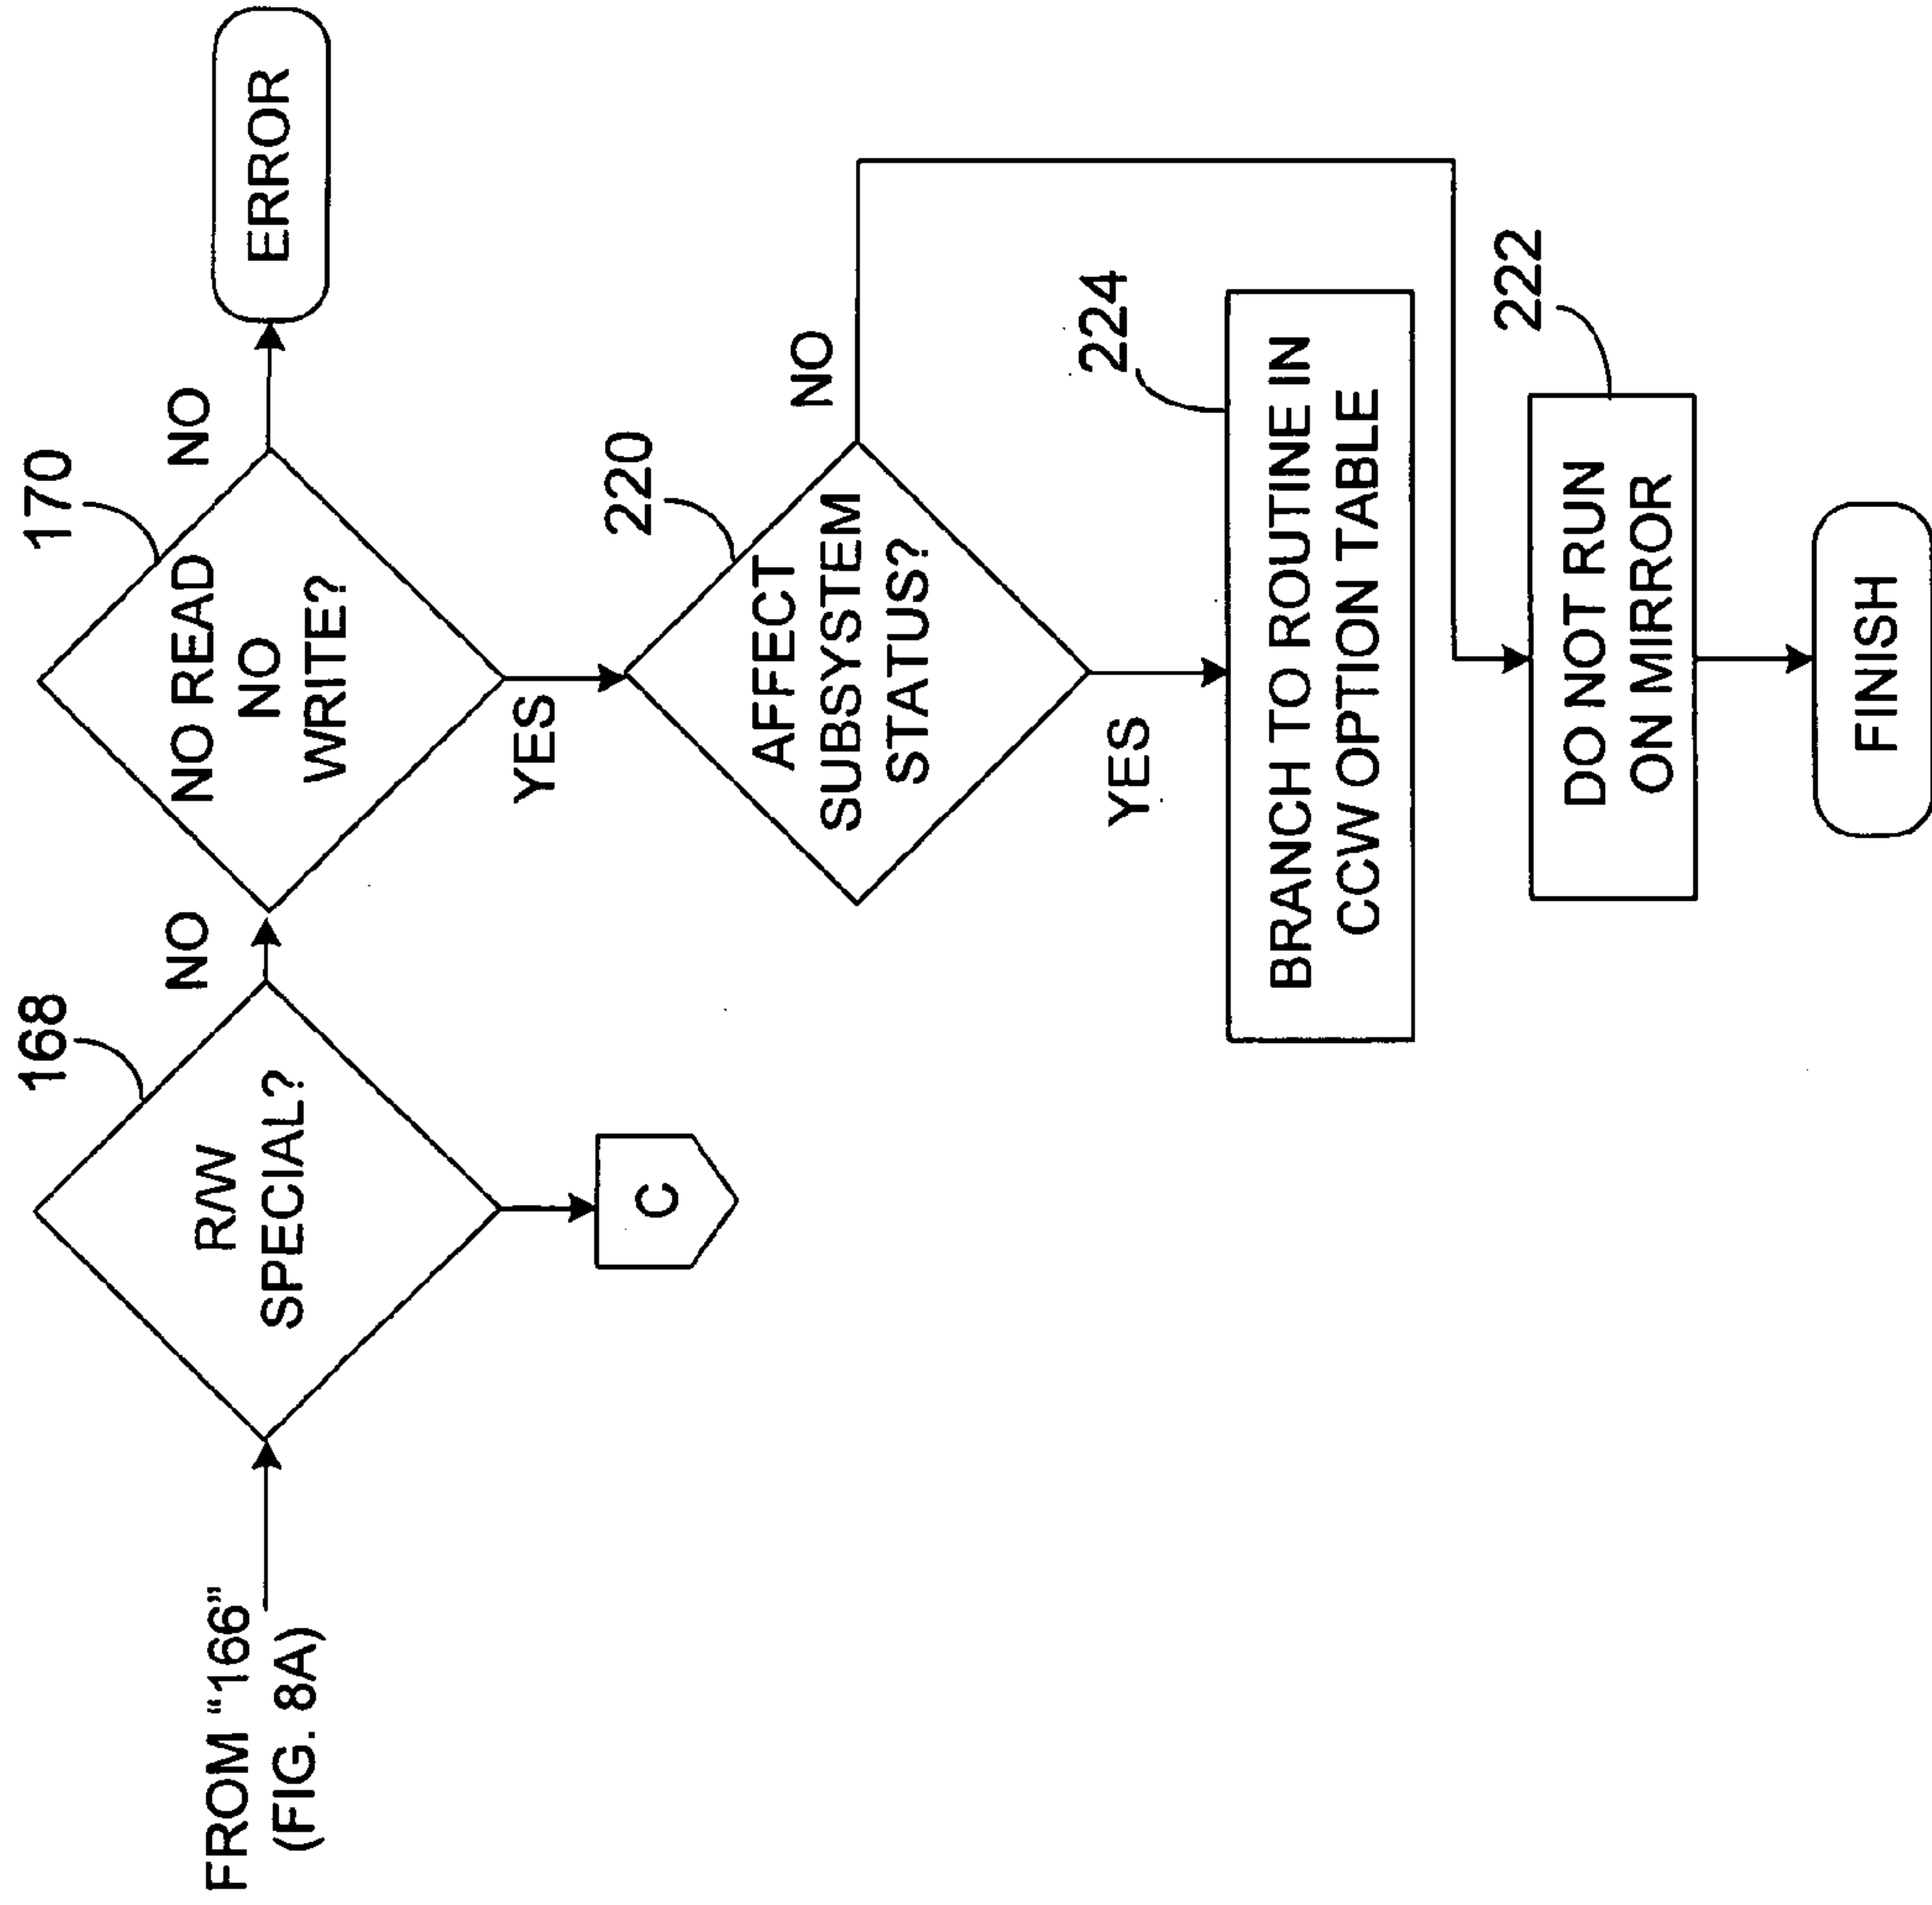 FROM "166"
(FIG. 8A)
168
R/W
SPECIAL?
NO
C
170
NO READ
NO
WRITE?
NO
ERROR
YES
220
AFFECT
SUBSYSTEM
STATUS?
NO
YES
224
BRANCH TO ROUTINE IN
CCW OPTION TABLE
222
DO NOT RUN
ON MIRROR
FINISH